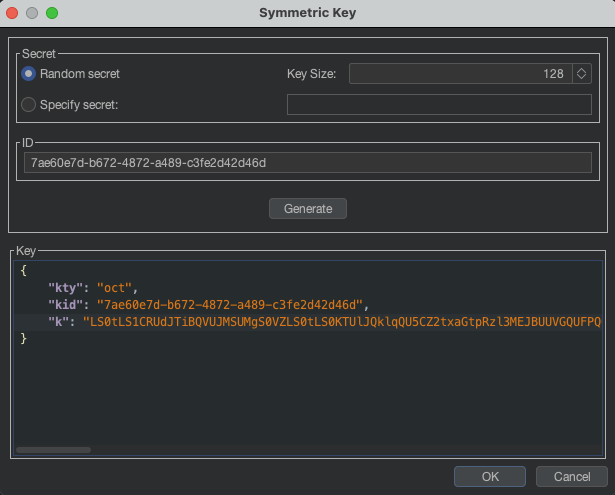 Symmetric Key
Secret
Random secret
Key Size:
128
Specify secret:
ID
7ae60e7d-b672-4872-a489-c3fe2d42d46d
Generate
Key
{
"kty": "oct",
"kid": "7ae60e7d-b672-4872-a489-c3fe2d42d46d",
"k": "LS0tLS1CRUdJTiBQVUJMSUMgS0VZLS0tLS0KTUlJQklqQU5CZ2txaGtpRzl3MEJBUUVGQUFPQ
}
OK
Cancel